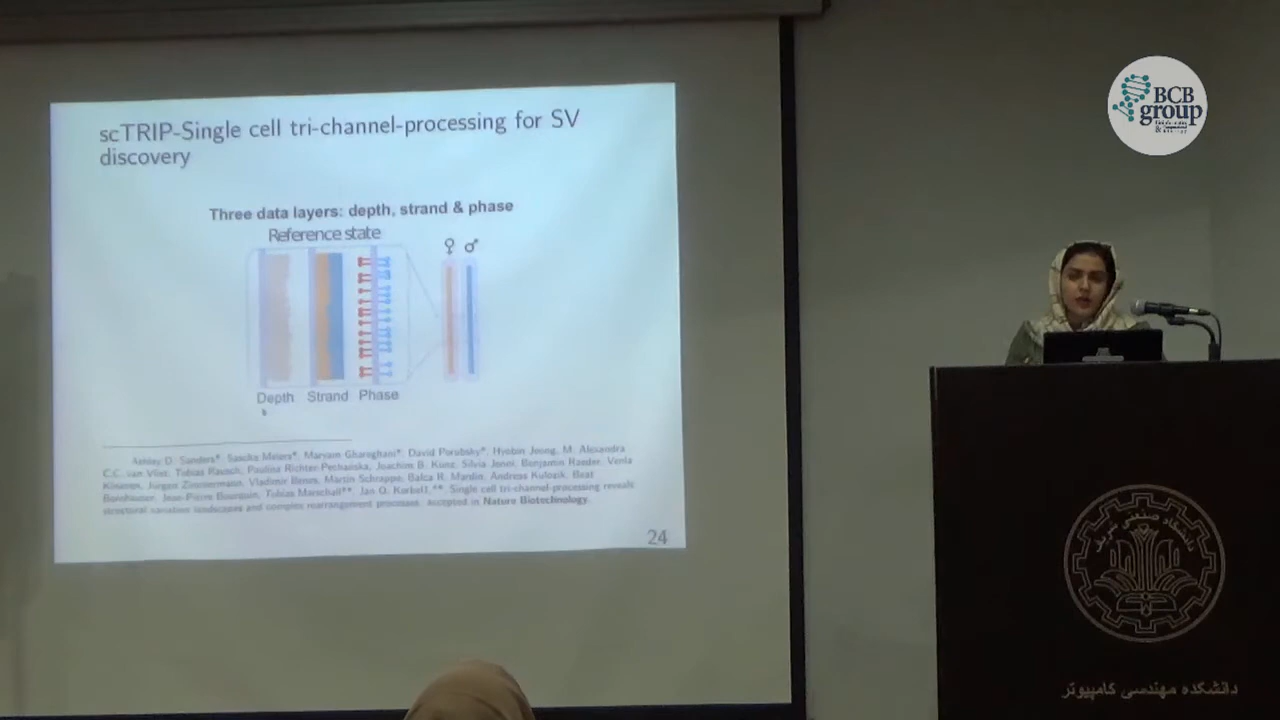 scTRIP-Single cell tri-channel-processing for SV
discovery
Three data layers: depth, strand & phase
Reference state
♀ ♂
Depth Strand Phase
Ashley D. Sanders*, Sascha Meiers*, Maryam Ghareghani*, David Porubsky*, Hyobin Jeong, M. Alexandra
C.C. van Vliet, Tobias Rausch, Paulina Richter-Pechańska, Joachim B. Kunz, Silvia Jenni, Benjamin Raeder, Venla
Kinanen, Jürgen Zimmermann, Vladimir Benes, Martin Schrappe, Balca R. Mardin, Andreas Kulozik, Beat
Bornhauser, Jean-Pierre Bourquin, Tobias Marschall**, Jan O. Korbel1,**. Single cell tri-channel-processing reveals
structural variation landscapes and complex rearrangement processes. Accepted in Nature Biotechnology.
24
BCB
group
دانشگاه صنعتی شریف
دانشکده مهندسی کامپیوتر